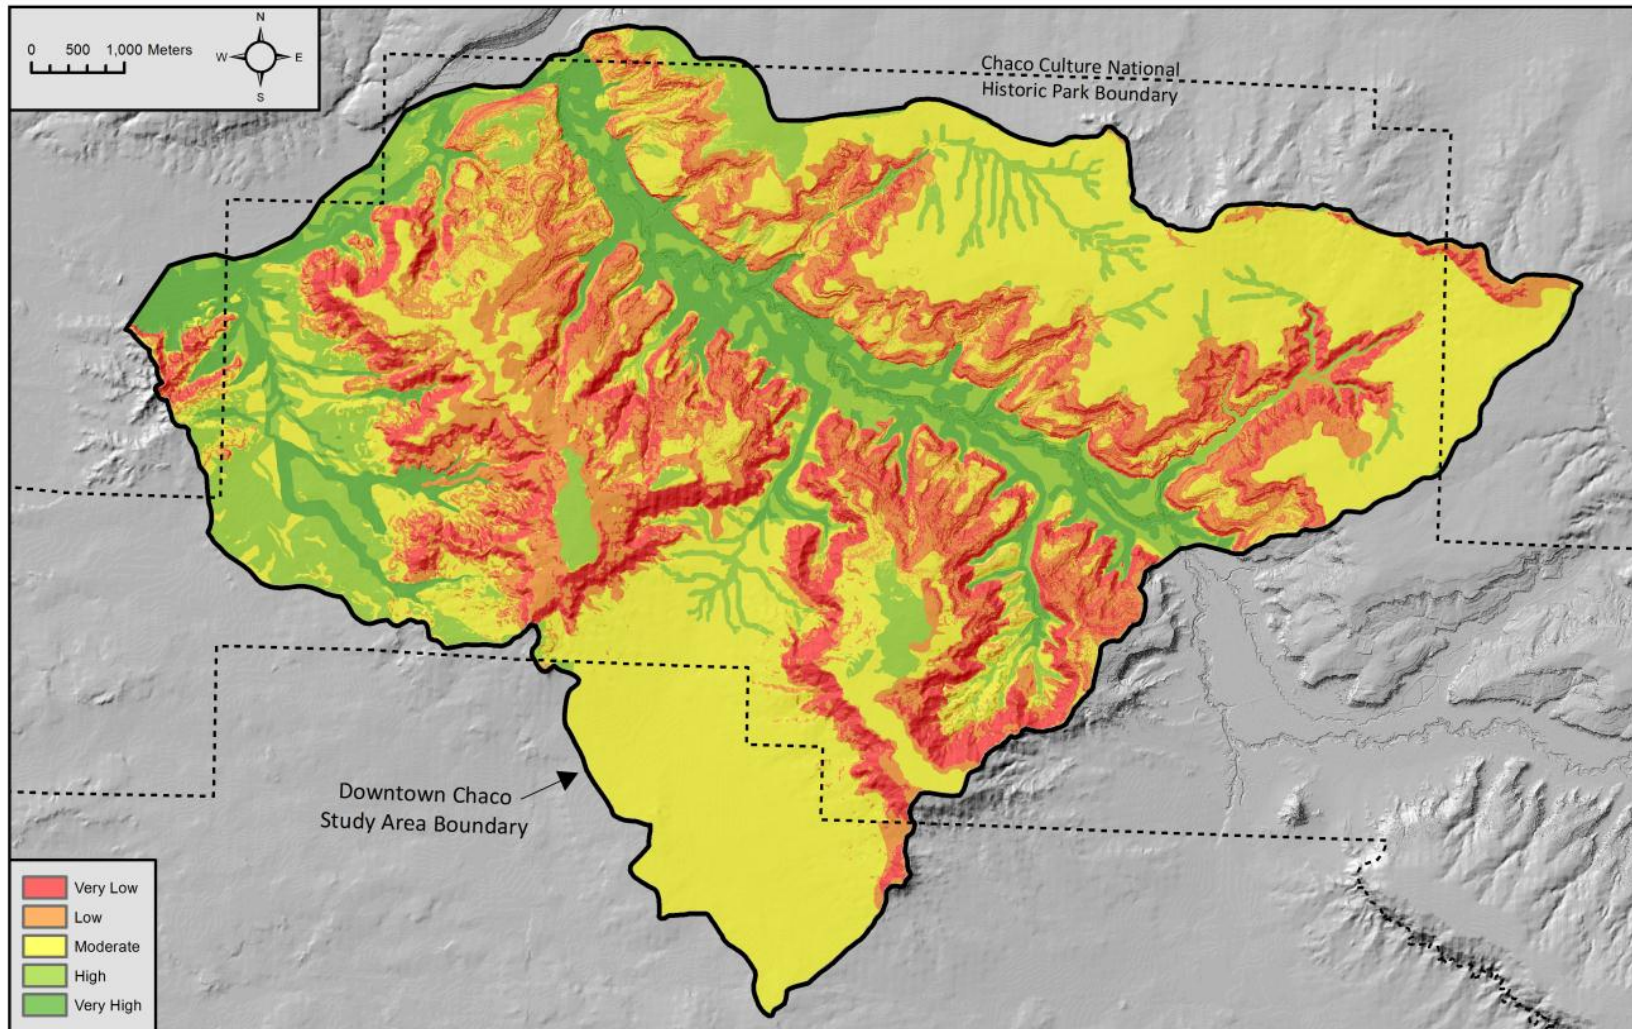 N
0 500 1,000 Meters
W E
S
Chaco Culture National
Historic Park Boundary
Downtown Chaco
Study Area Boundary
Very Low
Low
Moderate
High
Very High